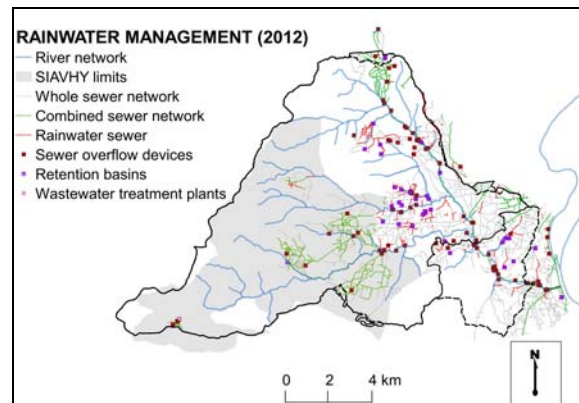 RAINWATER MANAGEMENT (2012)
River network
SIAVHY limits
Whole sewer network
Combined sewer network
Rainwater sewer
Sewer overflow devices
Retention basins
Wastewater treatment plants
0 2 4 km
N